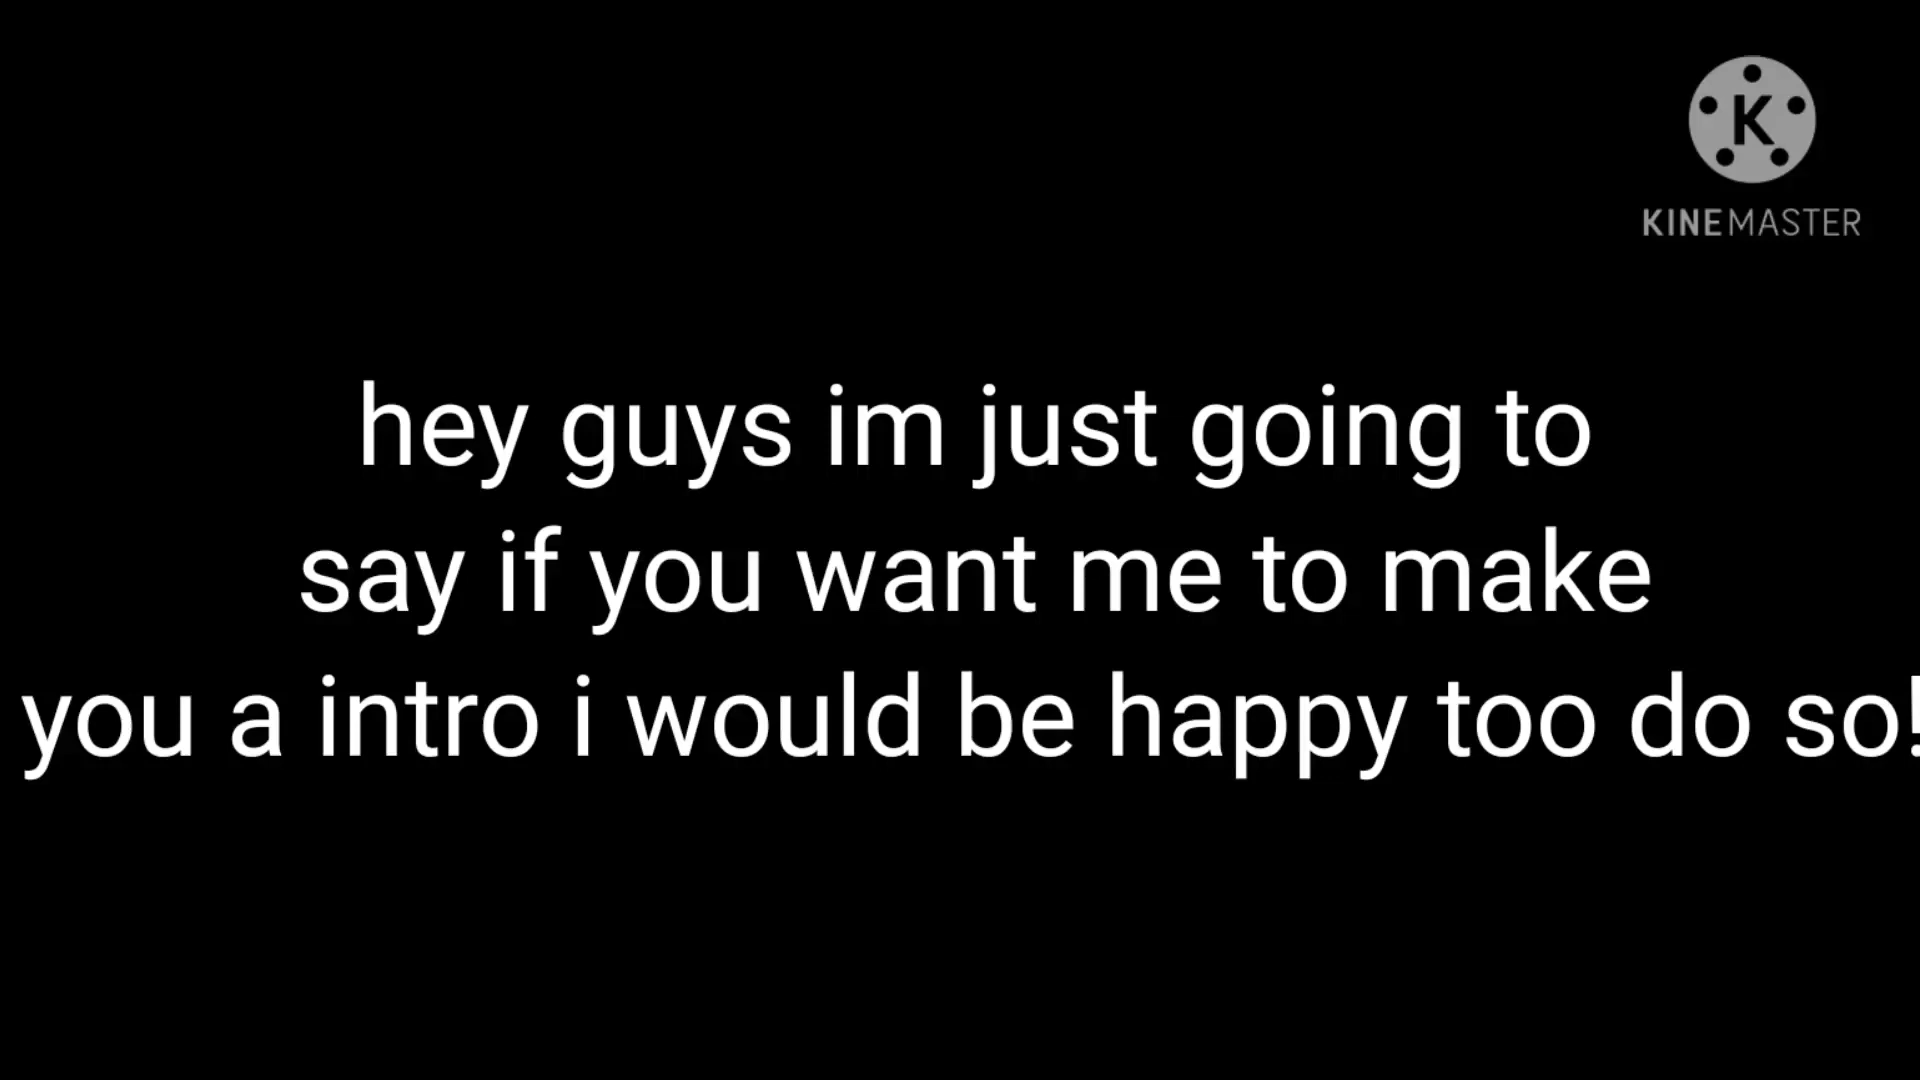 K
KINEMASTER
hey guys im just going to
say if you want me to make
you a intro i would be happy too do so!